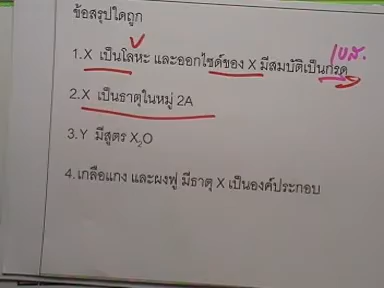 ข้อสรุปใดถูก
เบส.
1. X เป็นโลหะ และออกไซด์ของ X มีสมบัติเป็นกรด
2. X เป็นธาตุในหมู่ 2A
3. Y มีสูตร X₂O
4. เกลือแกง และผงฟู มีธาตุ X เป็นองค์ประกอบ